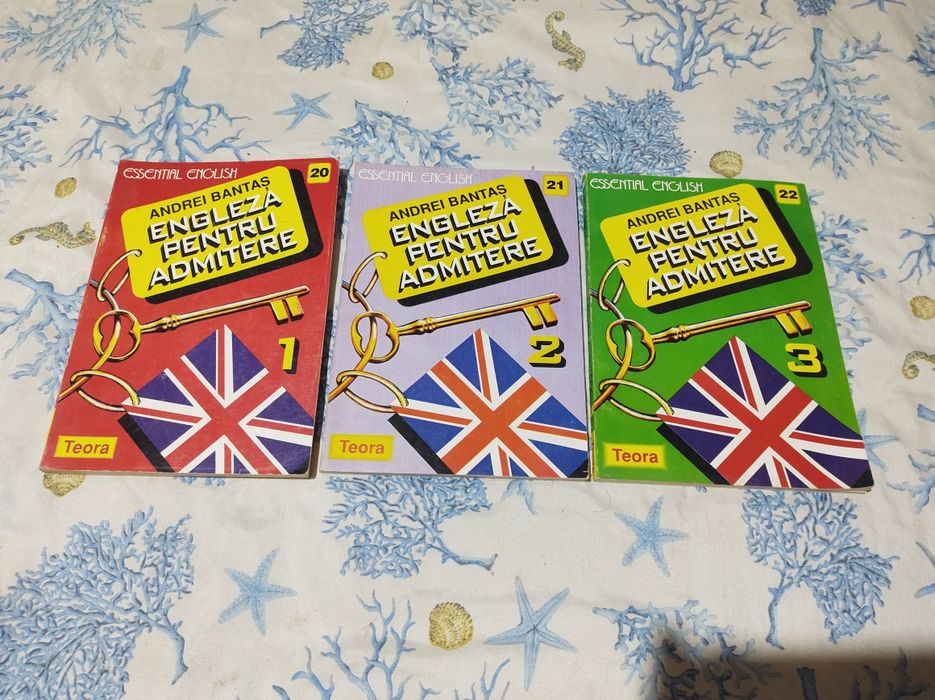 ESSENTIAL ENGLISH
20
ANDREI BANTAȘ
ENGLEZĂ
PENTRU
ADMITERE
1
Teora
ESSENTIAL ENGLISH
21
ANDREI BANTAȘ
ENGLEZĂ
PENTRU
ADMITERE
2
Teora
ESSENTIAL ENGLISH
22
ANDREI BANTAȘ
ENGLEZĂ
PENTRU
ADMITERE
3
Teora